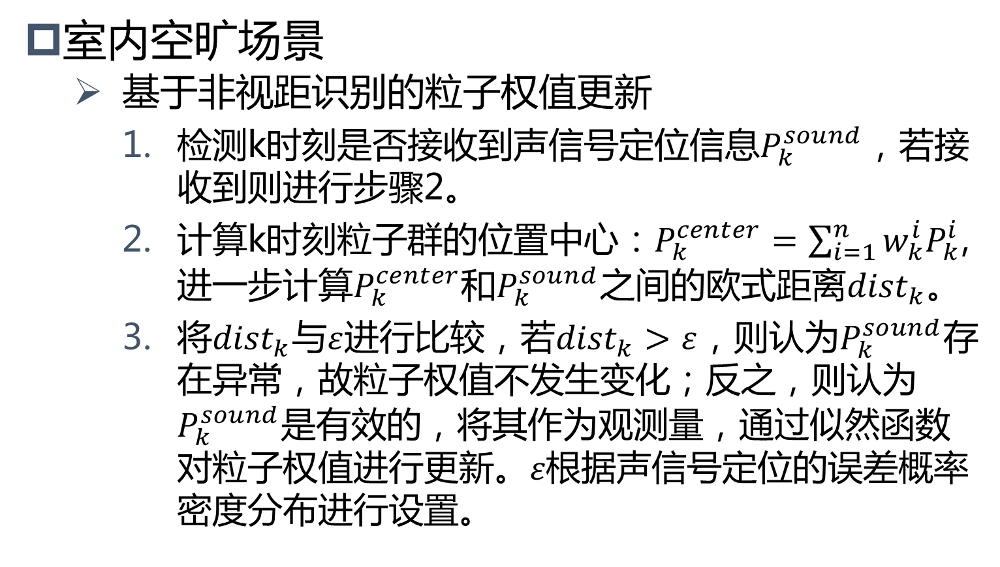 室内空旷场景
基于非视距识别的粒子权值更新
1. 检测k时刻是否接收到声信号定位信息$P_k^{sound}$，若接
收到则进行步骤2。
2. 计算k时刻粒子群的位置中心：$P_k^{center} = \sum_{i=1}^{n} w_k^i P_k^i$,
进一步计算$P_k^{center}$和$P_k^{sound}$之间的欧式距离$dist_k$。
3. 将$dist_k$与$\varepsilon$进行比较，若$dist_k > \varepsilon$，则认为$P_k^{sound}$存
在异常，故粒子权值不发生变化；反之，则认为
$P_k^{sound}$是有效的，将其作为观测量，通过似然函数
对粒子权值进行更新。$\varepsilon$根据声信号定位的误差概率
密度分布进行设置。